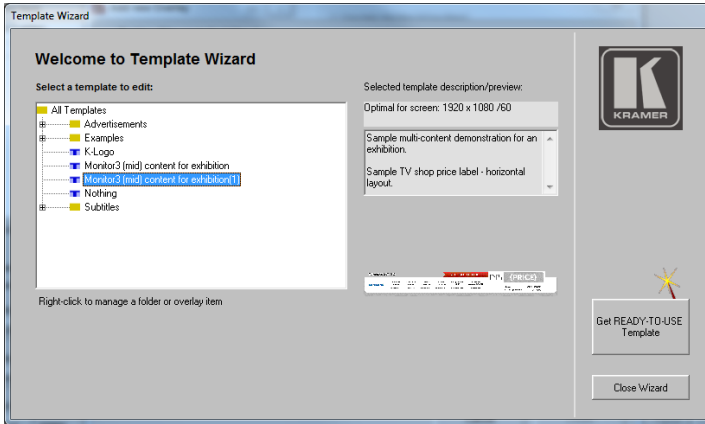 Template Wizard
Welcome to Template Wizard
Select a template to edit:
All Templates
Advertisements
Examples
K-Logo
Monitor3 (mid) content for exhibition
Monitor3 (mid) content for exhibition(1)
Nothing
Subtitles
Right-click to manage a folder or overlay item
Selected template description/preview:
Optimal for screen: 1920 x 1080 /60
Sample multi-content demonstration for an
exhibition.
Sample TV shop price label - horizontal
layout.
{PRICE}
KRAMER
Get READY-TO-USE
Template
Close Wizard